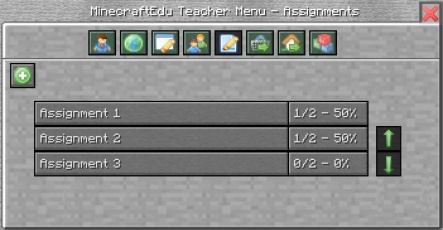 MinecraftEdu Teacher Menu - Assignments
Assignment 1 1/2 - 50%
Assignment 2 1/2 - 50%
Assignment 3 0/2 - 0%